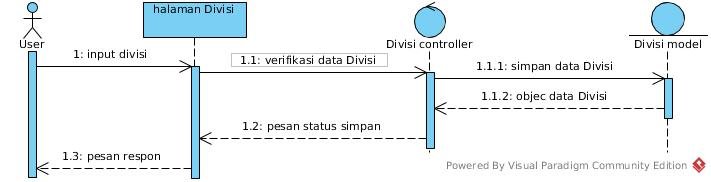 halaman Divisi
User
Divisi controller
Divisi model
1: input divisi
1.1: verifikasi data Divisi
1.1.1: simpan data Divisi
1.1.2: objec data Divisi
1.2: pesan status simpan
1.3: pesan respon
Powered By Visual Paradigm Community Edition